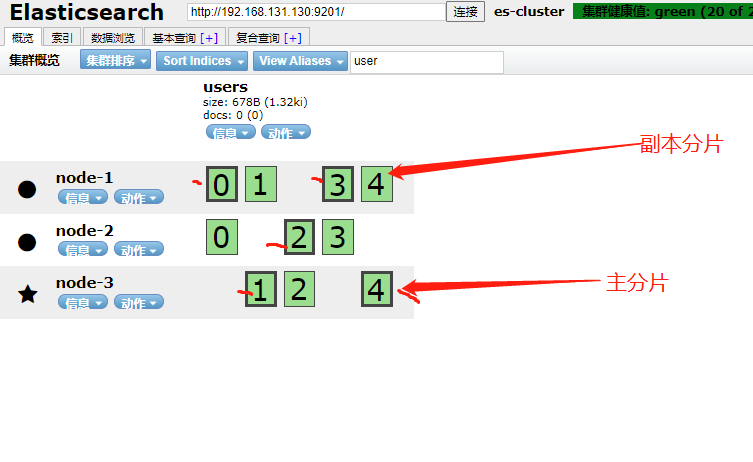 Elasticsearch http://192.168.131.130:9201/ 连接 es-cluster 集群健康值: green (20 of 2
概览 索引 数据浏览 基本查询 [+] 复合查询 [+]
集群概览 集群排序 Sort Indices View Aliases user
users
size: 678B (1.32ki)
docs: 0 (0)
信息 动作
副本分片
node-1 0 1 3 4
信息 动作
node-2 0 2 3
信息 动作
node-3 1 2 4
信息 动作
主分片